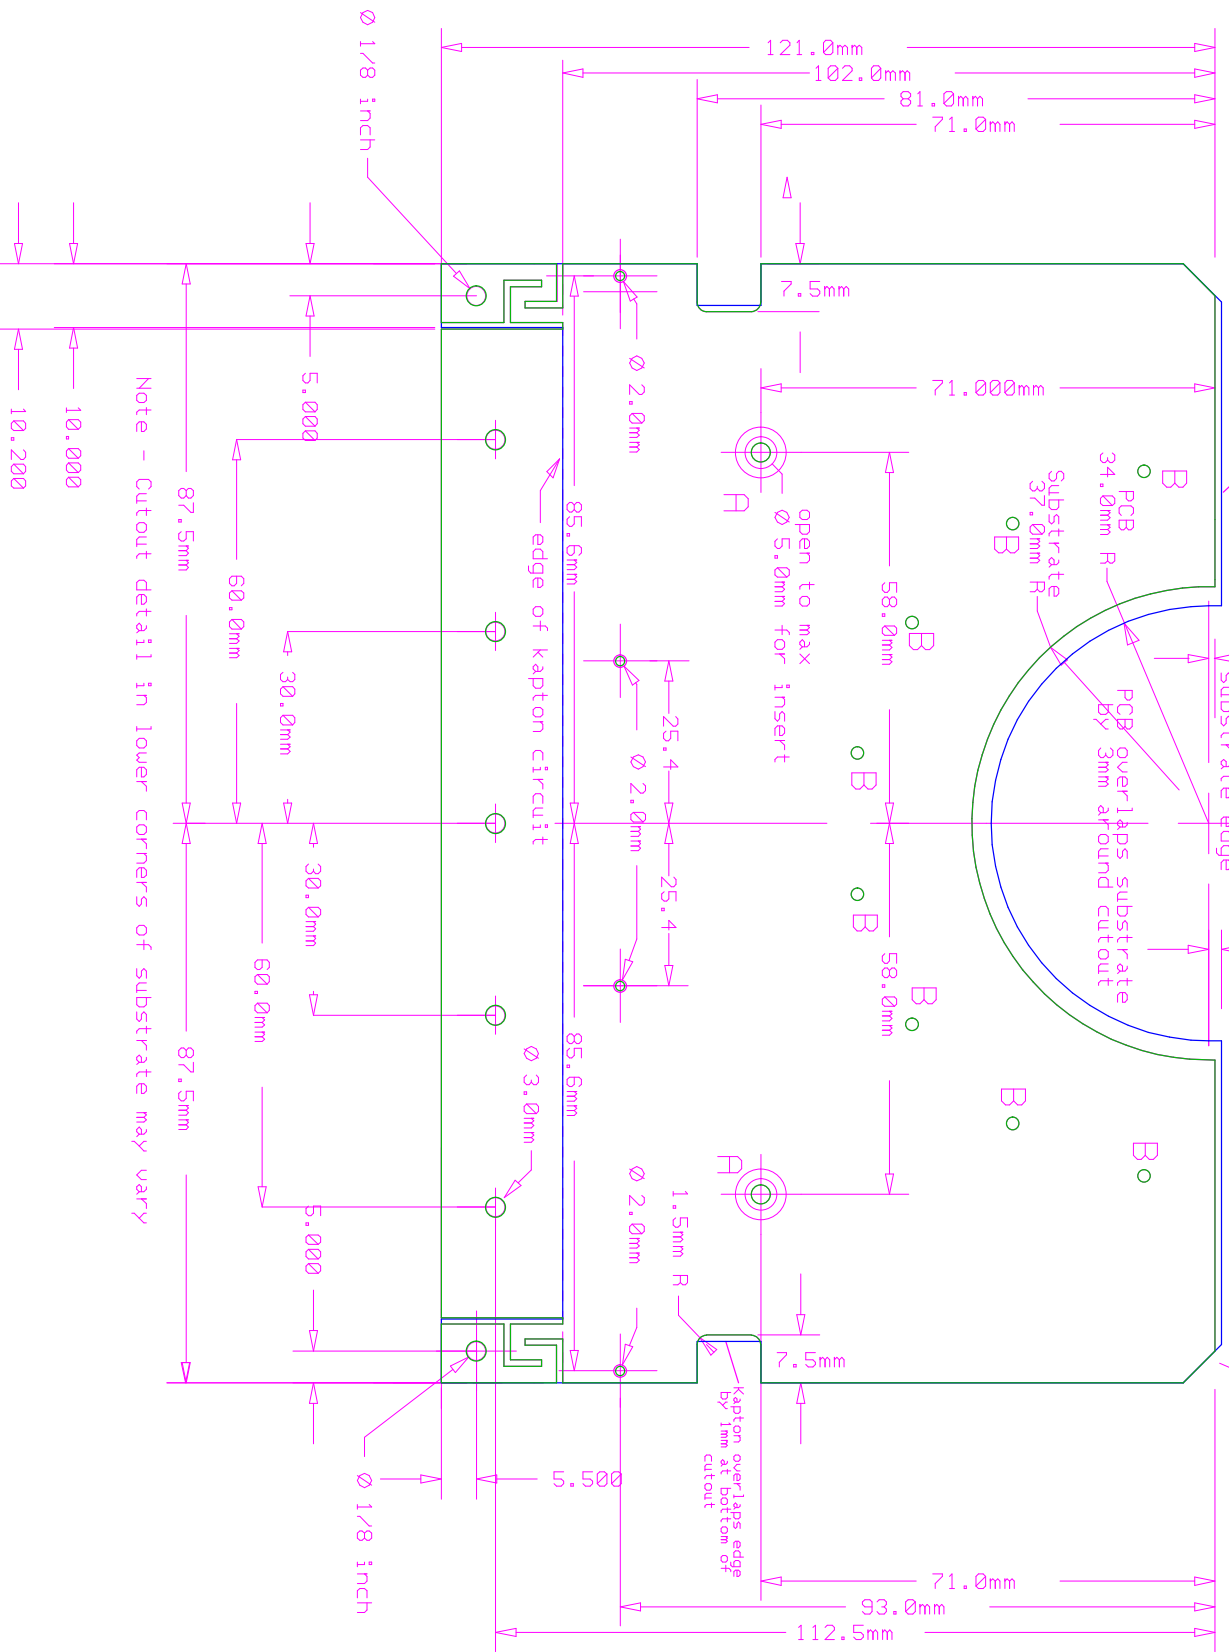 121.0mm
102.0mm
81.0mm
71.0mm
Ø 1/8 inch
7.5mm
Ø 2.0mm
71.000mm
5.000
10.000
10.200
87.5mm
60.0mm
30.0mm
Note - Cutout detail in lower corners of substrate may vary
edge of kapton circuit
85.6mm
A
open to max
Ø 5.0mm for insert
58.0mm
B
B
B
B
B
B
B
B
PCB
34.0mm R
Substrate
37.0mm R
substrate edge
PCB overlaps substrate
by 3mm around cutout
25.4
Ø 2.0mm
25.4
58.0mm
30.0mm
60.0mm
87.5mm
85.6mm
Ø 3.0mm
5.000
Ø 2.0mm
A
1.5mm R
7.5mm
Kapton overlaps edge
by 1mm at bottom of
cutout
5.500
Ø 1/8 inch
71.0mm
93.0mm
112.5mm